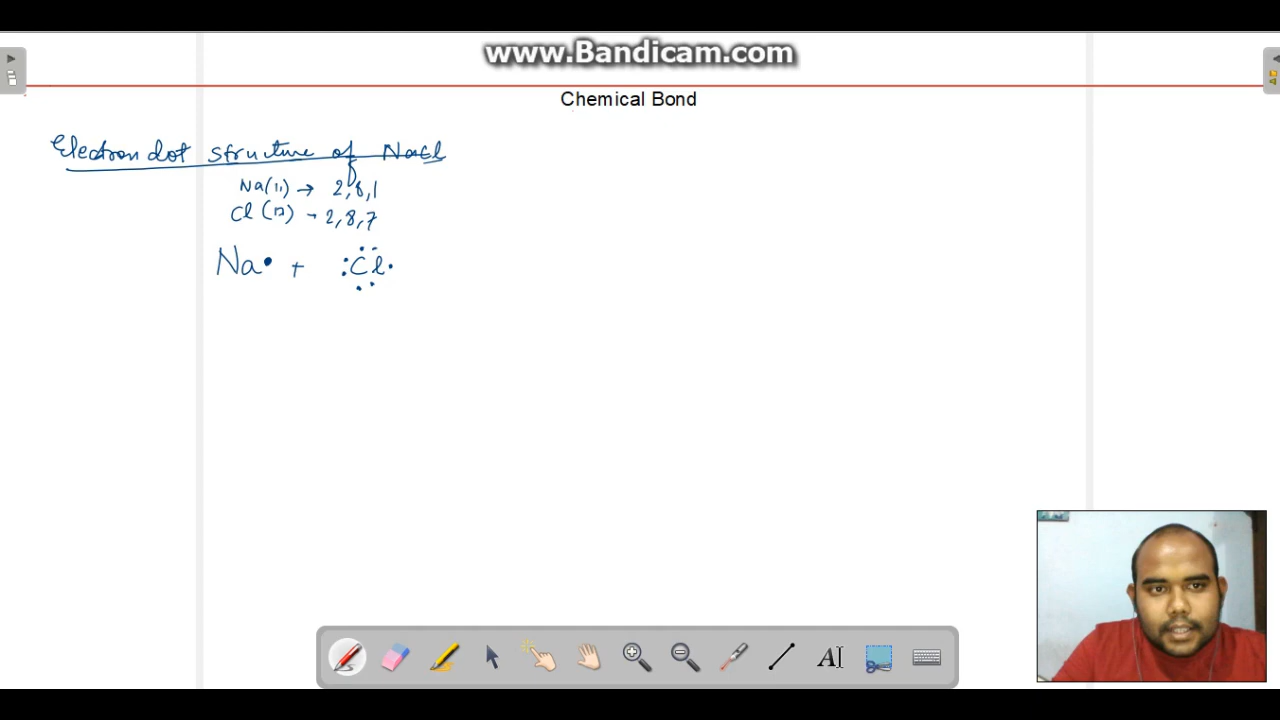 www.Bandicam.com
Chemical Bond
Electron dot structure of NaCl
Na(11) → 2,8,1
Cl (17) → 2,8,7
Na• + :Cl•
A